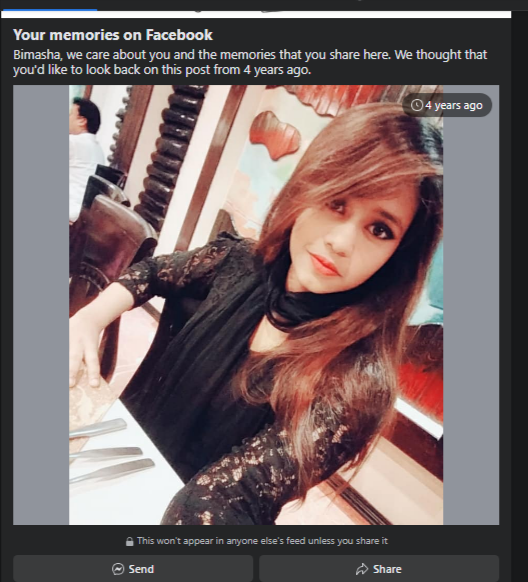 Your memories on Facebook
Bimasha, we care about you and the memories that you share here. We thought that
you'd like to look back on this post from 4 years ago.
4 years ago
This won't appear in anyone else's feed unless you share it
Send
Share